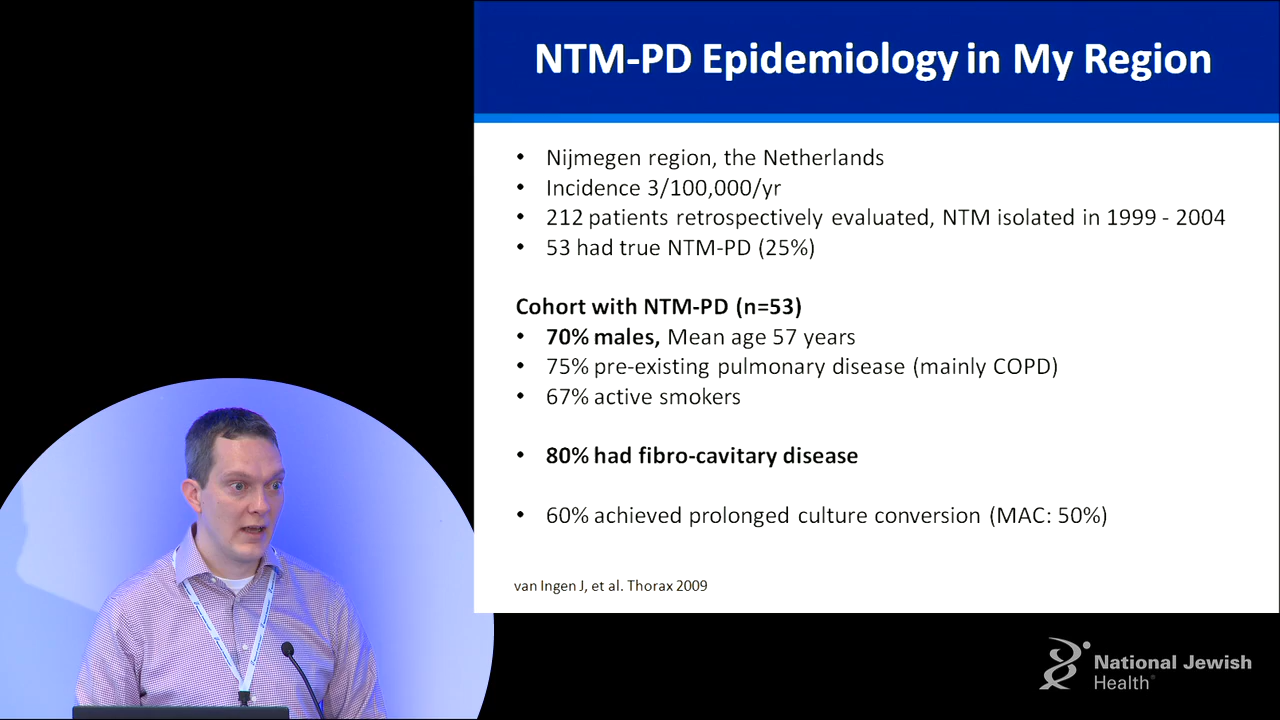 NTM-PD Epidemiology in My Region
• Nijmegen region, the Netherlands
• Incidence 3/100,000/yr
• 212 patients retrospectively evaluated, NTM isolated in 1999 - 2004
• 53 had true NTM-PD (25%)
Cohort with NTM-PD (n=53)
• 70% males, Mean age 57 years
• 75% pre-existing pulmonary disease (mainly COPD)
• 67% active smokers
• 80% had fibro-cavitary disease
• 60% achieved prolonged culture conversion (MAC: 50%)
van Ingen J, et al. Thorax 2009
National Jewish
Health®